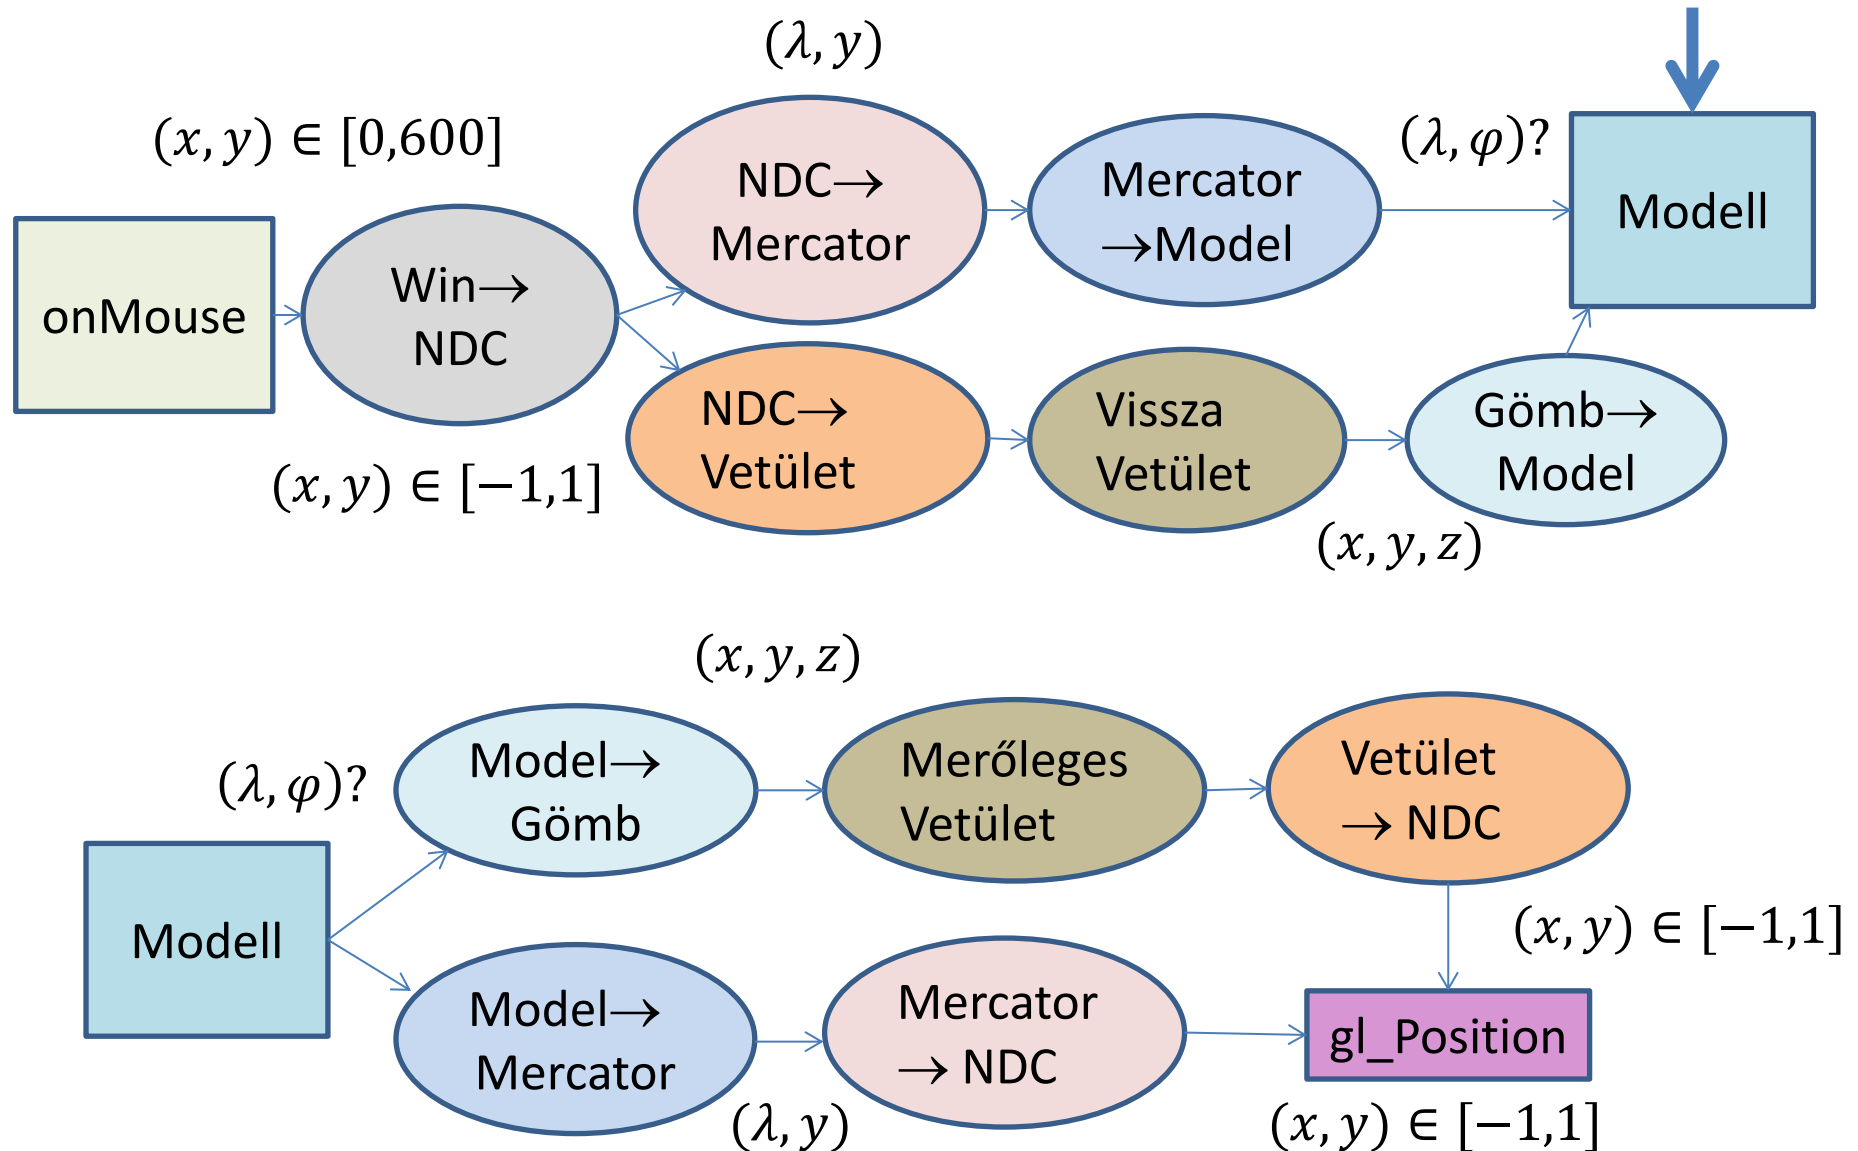 (λ, y)
(x, y) ∈ [0,600]
(λ, φ)?
onMouse
Win→
NDC
NDC→
Mercator
Mercator
→Model
Modell
(x, y) ∈ [−1,1]
NDC→
Vetület
Vissza
Vetület
Gömb→
Model
(x, y, z)
(x, y, z)
(λ, φ)?
Model→
Gömb
Merőleges
Vetület
Vetület
→ NDC
Modell
(x, y) ∈ [−1,1]
Model→
Mercator
Mercator
→ NDC
gl_Position
(λ, y)
(x, y) ∈ [−1,1]